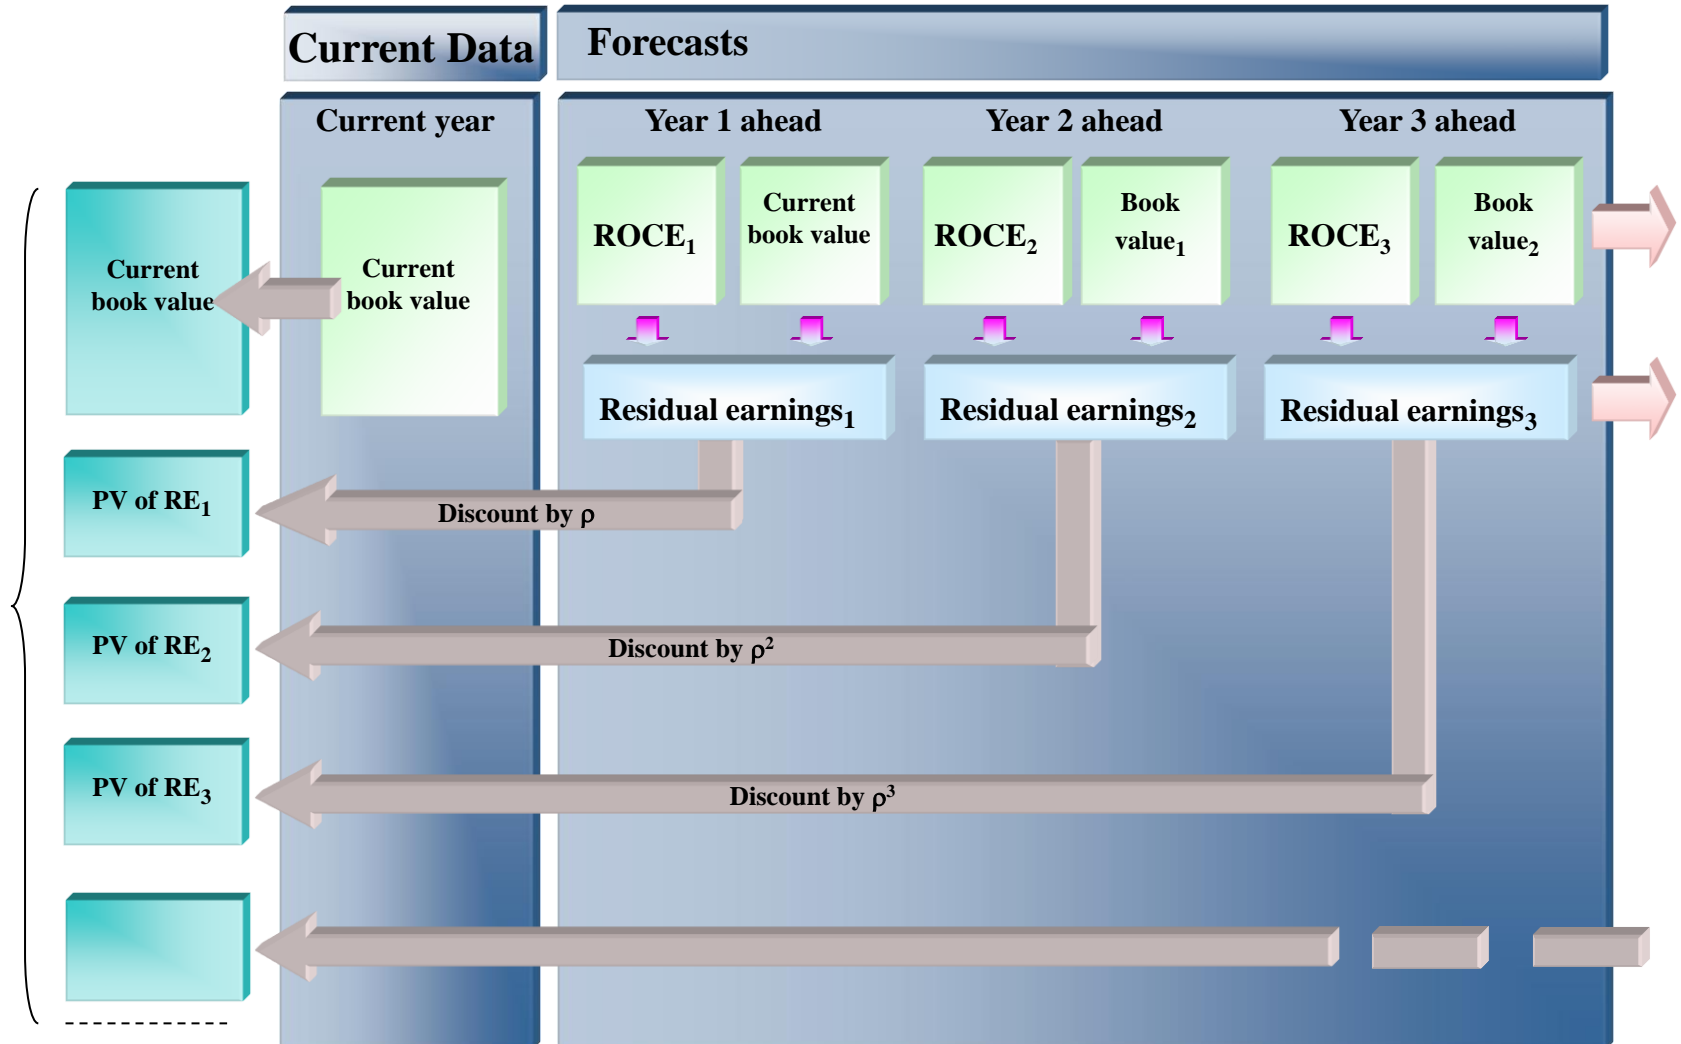 Current Data
Forecasts
Current year
Year 1 ahead
Year 2 ahead
Year 3 ahead
Current
book value
Current
book value
ROCE₁
Current
book value
ROCE₂
Book
value₁
ROCE₃
Book
value₂
Residual earnings₁
Residual earnings₂
Residual earnings₃
PV of RE₁
Discount by ρ
PV of RE₂
Discount by ρ²
PV of RE₃
Discount by ρ³